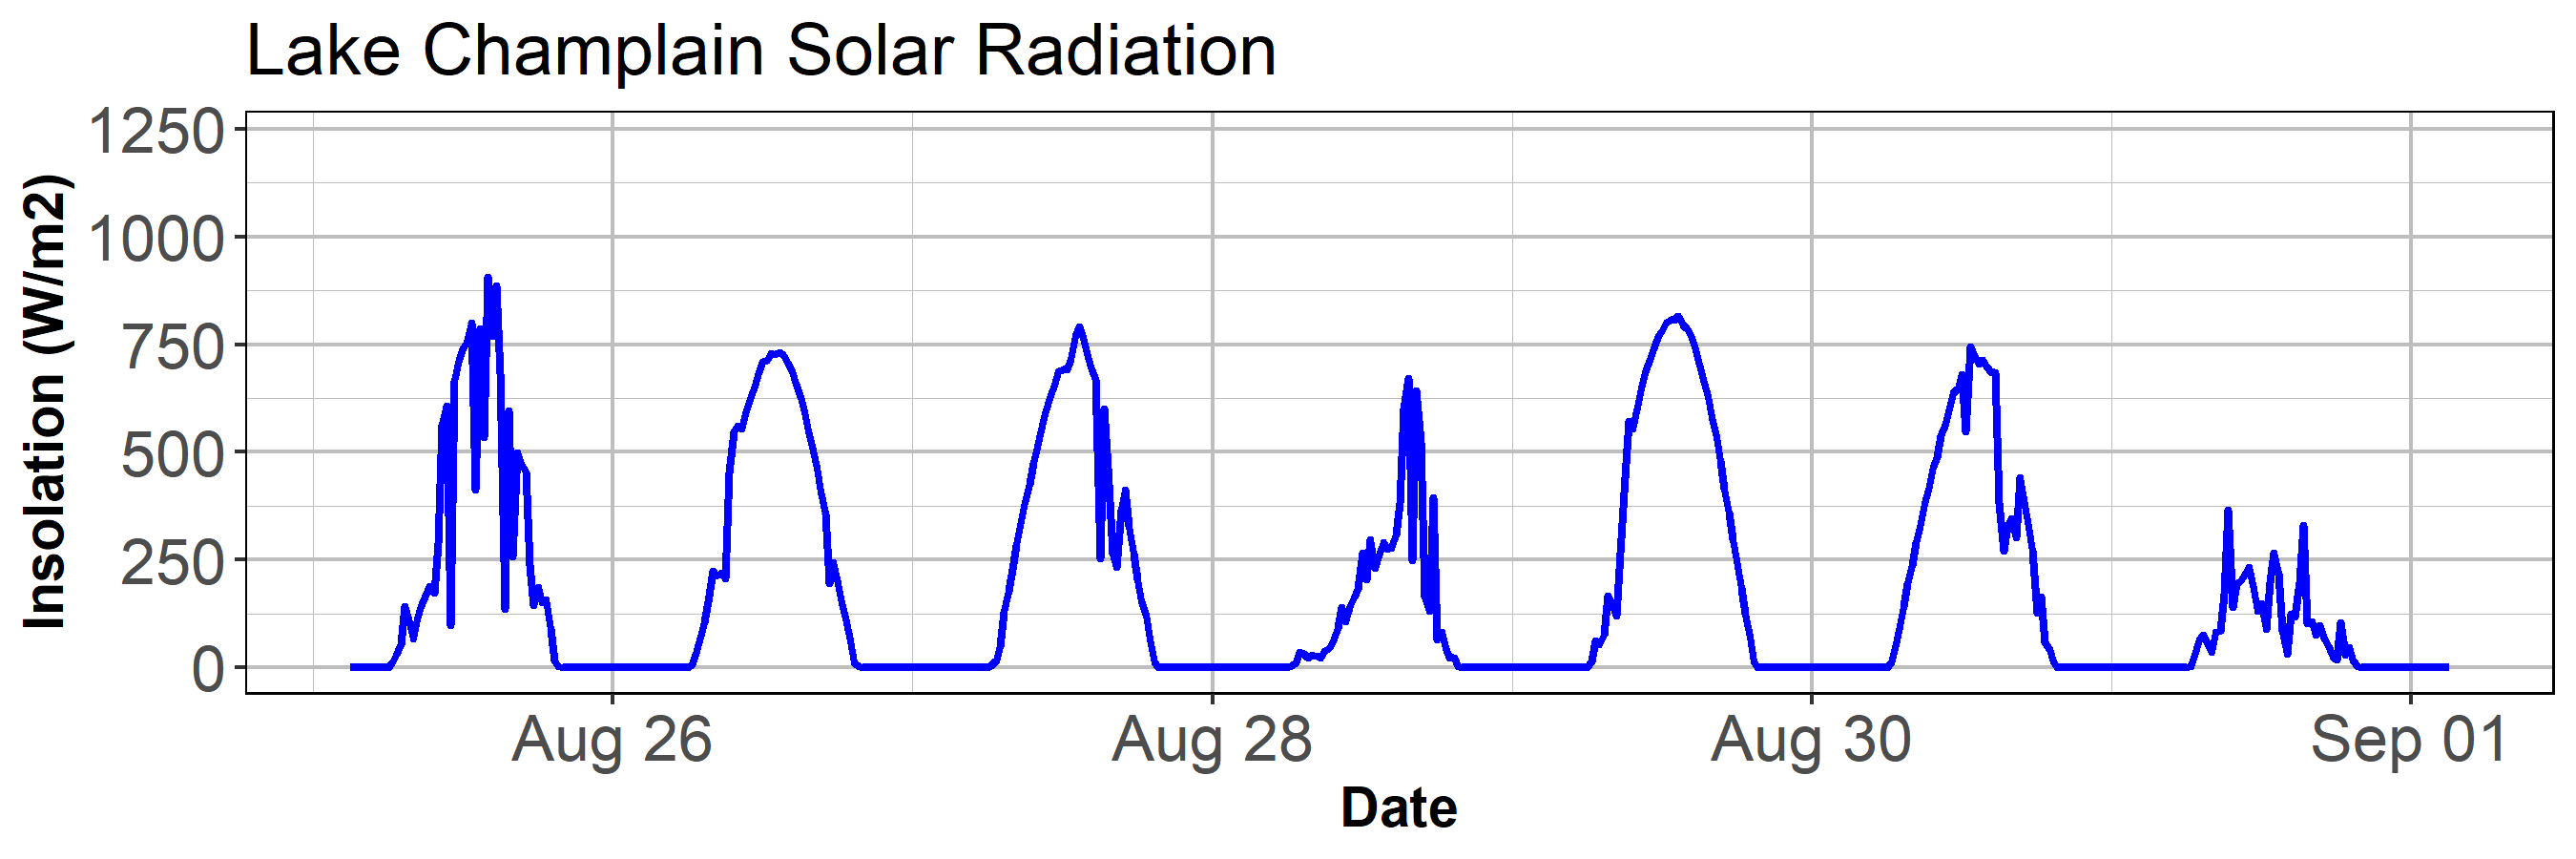 Lake Champlain Solar Radiation
1250
1000
750
500
250
0
Insolation (W/m2)
Aug 26
Aug 28
Aug 30
Sep 01
Date